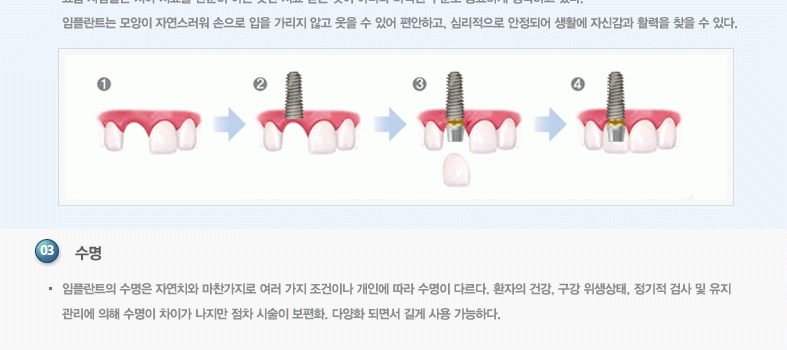 임플란트는 모양이 자연스러워 손으로 입을 가리지 않고 웃을 수 있어 편안하고, 심리적으로 안정되어 생활에 자신감과 활력을 찾을 수 있다.
1 2 3 4
03 수명
임플란트의 수명은 자연치와 마찬가지로 여러 가지 조건이나 개인에 따라 수명이 다르다. 환자의 건강, 구강 위생상태, 정기적 검사 및 유지
관리에 의해 수명이 차이가 나지만 점차 시술이 보편화, 다양화 되면서 길게 사용 가능하다.